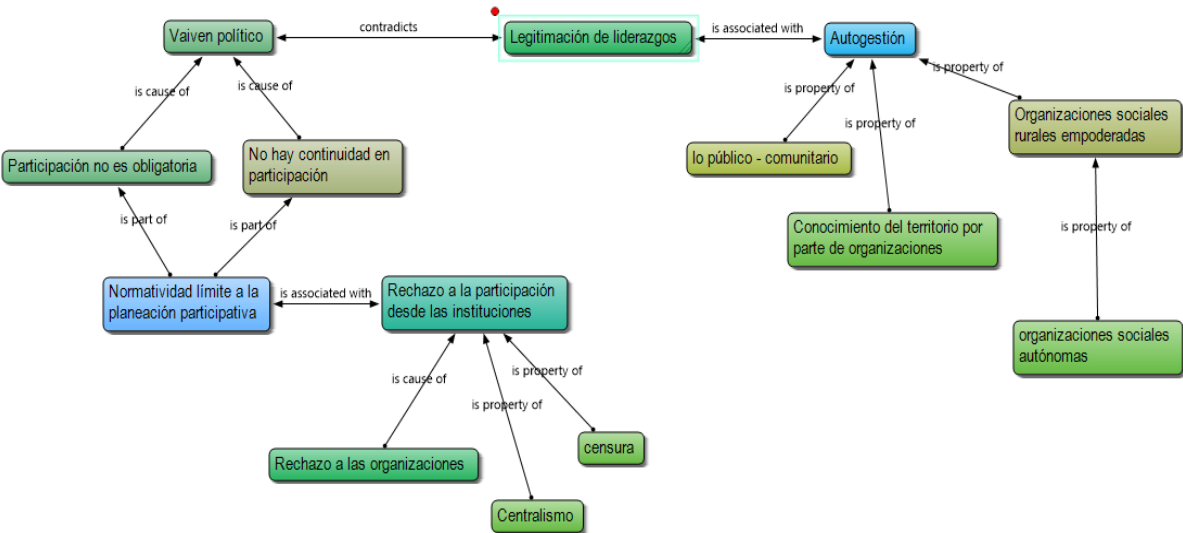 contradicts
Vaiven político
Legitimación de liderazgos
is associated with
Autogestión
is property of
is cause of
is cause of
is property of
Organizaciones sociales
rurales empoderadas
is property of
Participación no es obligatoria
No hay continuidad en
participación
lo público - comunitario
is part of
is part of
Conocimiento del territorio por
parte de organizaciones
is property of
Normatividad límite a la
planeación participativa
is associated with
Rechazo a la participación
desde las instituciones
organizaciones sociales
autónomas
is cause of
is property of
is property of
censura
Rechazo a las organizaciones
Centralismo